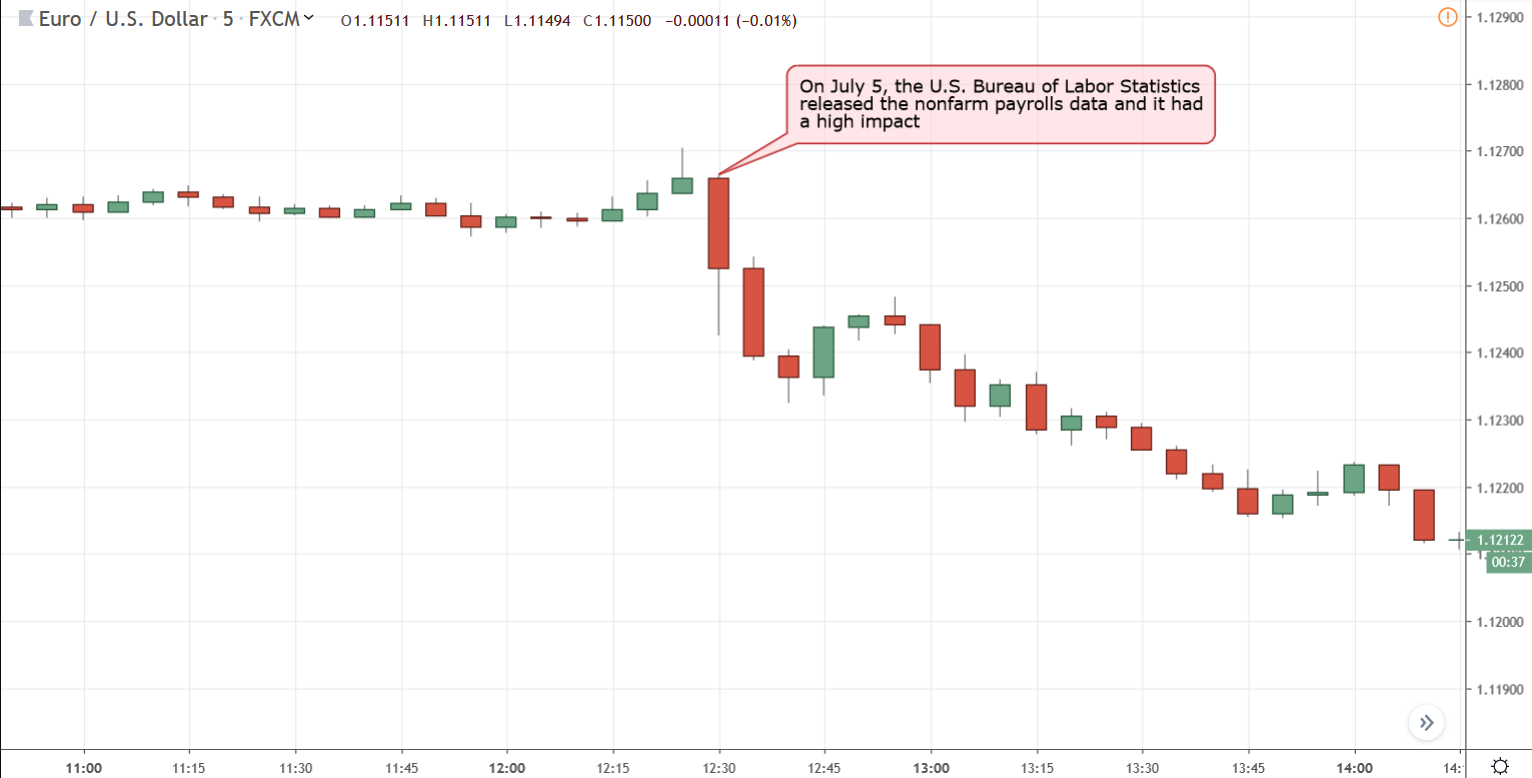 Euro / U.S. Dollar · 5 · FXCM O1.11511 H1.11511 L1.11494 C1.11500 −0.00011 (−0.01%)
1.12900
On July 5, the U.S. Bureau of Labor Statistics
released the nonfarm payrolls data and it had
a high impact
1.12800
1.12700
1.12600
1.12500
1.12400
1.12300
1.12200
1.12122
00:37
1.12000
1.11900
11:00 11:15 11:30 11:45 12:00 12:15 12:30 12:45 13:00 13:15 13:30 13:45 14:00